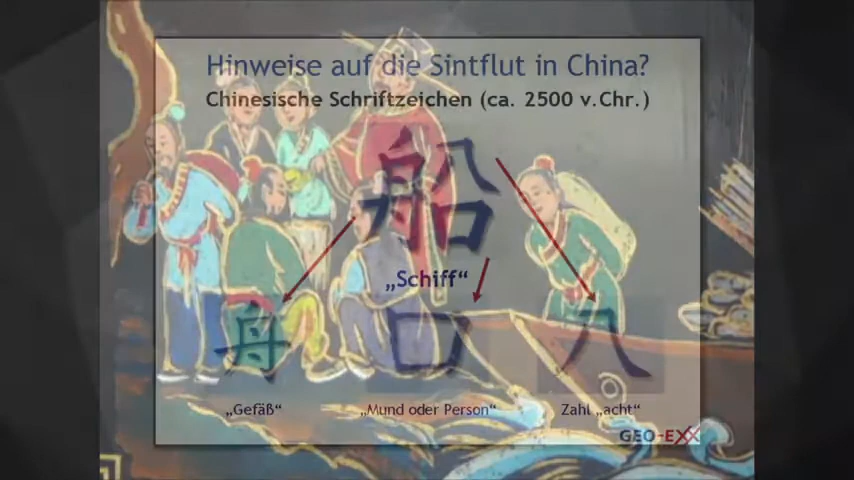 Hinweise auf die Sintflut in China?
Chinesische Schriftzeichen (ca. 2500 v.Chr.)
船
„Schiff“
舟 口 八
„Gefäß“ „Mund oder Person“ Zahl „acht“
GEO-EXX